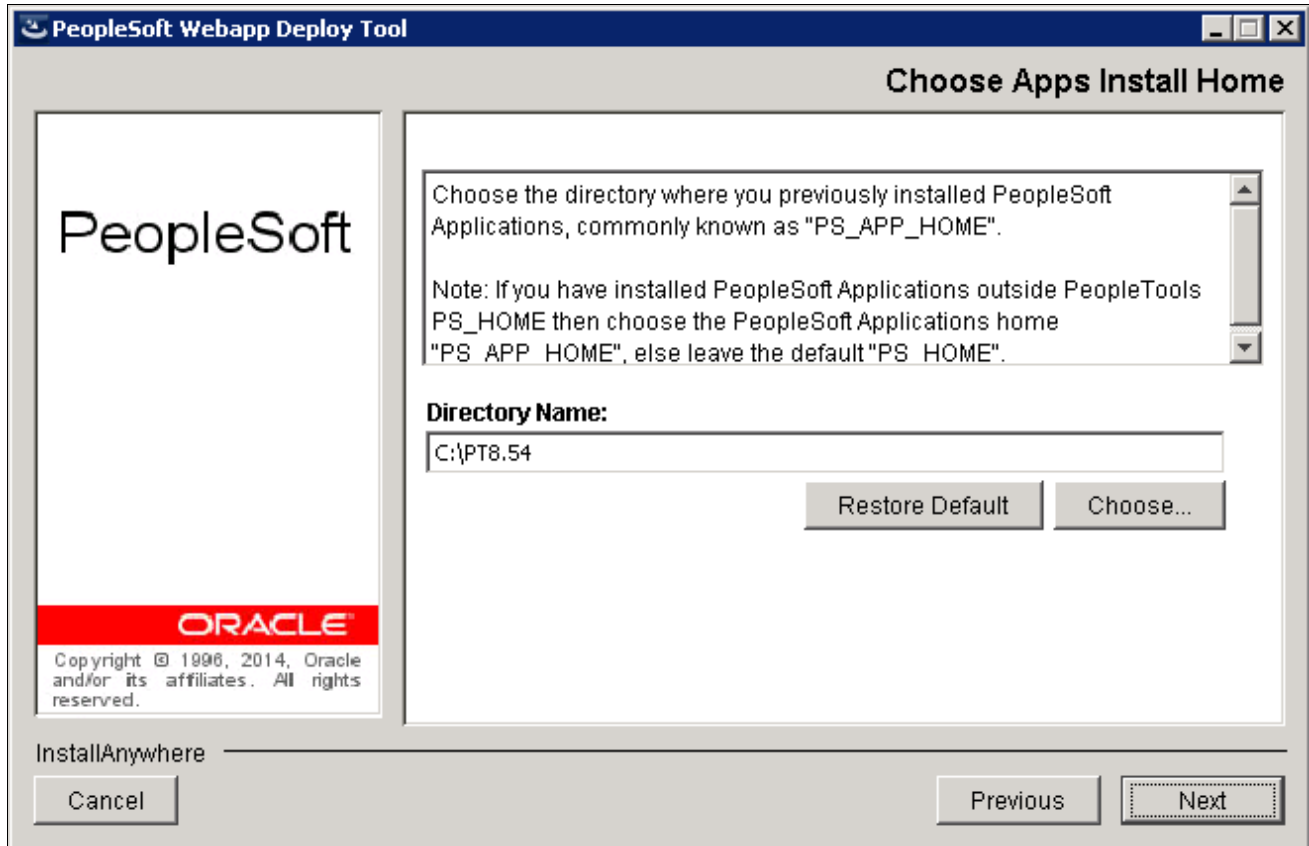 PeopleSoft Webapp Deploy Tool
Choose Apps Install Home
PeopleSoft
ORACLE
Copyright © 1996, 2014, Oracle
and/or its affiliates. All rights
reserved.
Choose the directory where you previously installed PeopleSoft
Applications, commonly known as "PS_APP_HOME".
Note: If you have installed PeopleSoft Applications outside PeopleTools
PS_HOME then choose the PeopleSoft Applications home
"PS_APP_HOME", else leave the default "PS_HOME".
Directory Name:
C:\PT8.54
Restore Default
Choose...
InstallAnywhere
Cancel
Previous
Next